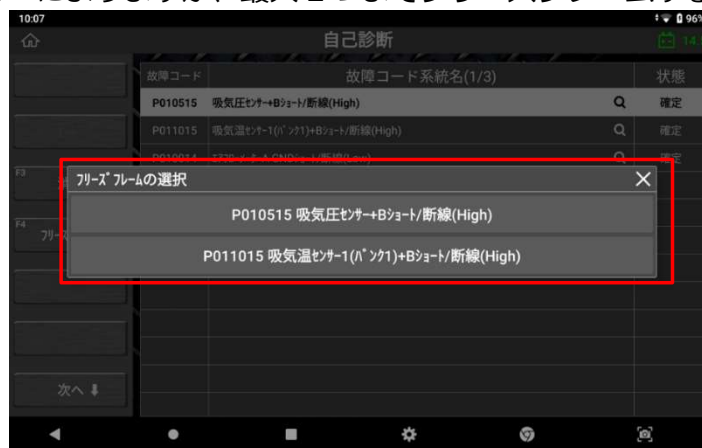 10:07
96%
自己診断
14.
故障コード 故障コード系統名(1/3) 状態
P010515 吸気圧ｾﾝｻｰ+Bｼｮｰﾄ/断線(High) 確定
P011015 吸気温ｾﾝｻｰ1(ﾊﾞﾝｸ1)+Bｼｮｰﾄ/断線(High) 確定
F3
ﾌﾘｰｽﾞﾌﾚｰﾑの選択
P010515 吸気圧ｾﾝｻｰ+Bｼｮｰﾄ/断線(High)
F4
P011015 吸気温ｾﾝｻｰ1(ﾊﾞﾝｸ1)+Bｼｮｰﾄ/断線(High)
次へ